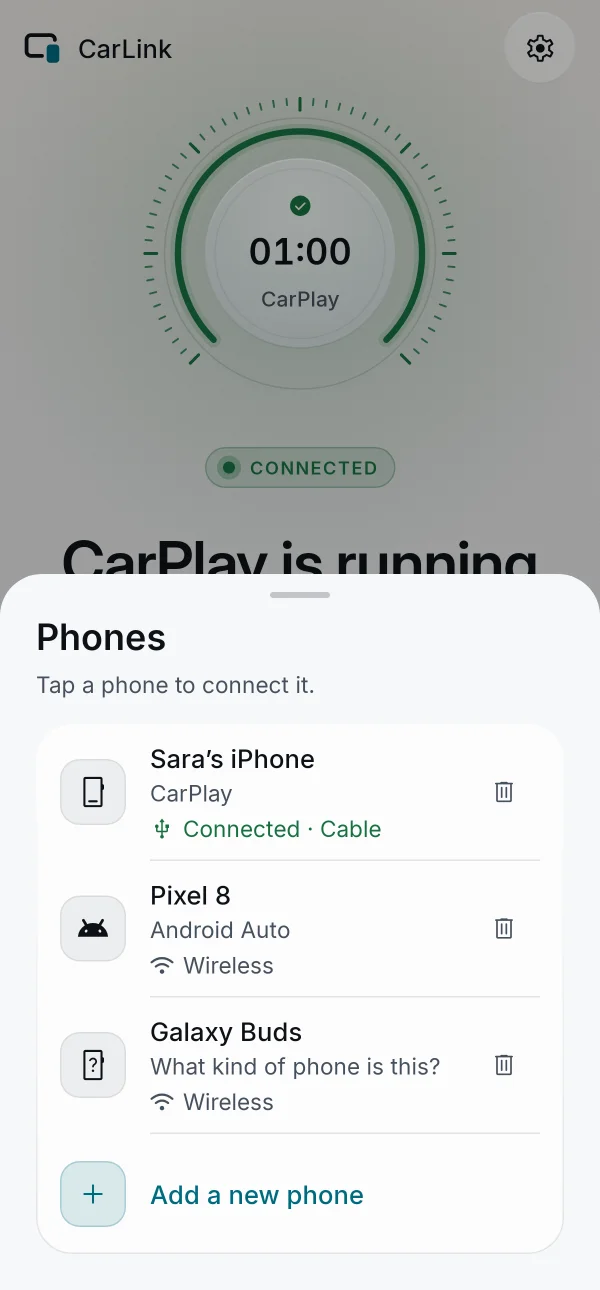 CarLink
01:00
CarPlay
CONNECTED
CarPlay is running
Phones
Tap a phone to connect it.
Sara’s iPhone
CarPlay
Connected · Cable
Pixel 8
Android Auto
Wireless
Galaxy Buds
What kind of phone is this?
Wireless
Add a new phone